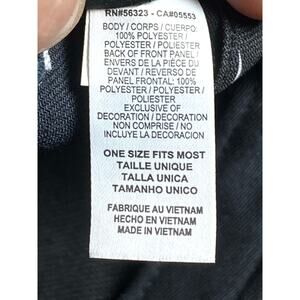 RN#56323 - CA#05553
BODY / CORPS / CUERPO:
100% POLYESTER /
POLYESTER / POLIESTER
BACK OF FRONT PANEL /
ENVERS DE LA PIÈCE DU
DEVANT / REVERSO DE
PANEL FRONTAL: 100%
POLYESTER / POLYESTER /
POLIESTER
EXCLUSIVE OF
DECORATION / DECORATION
NON COMPRISE / NO
INCLUYE LA DECORACION
ONE SIZE FITS MOST
TAILLE UNIQUE
TALLA UNICA
TAMANHO UNICO
FABRIQUE AU VIETNAM
HECHO EN VIETNAM
MADE IN VIETNAM